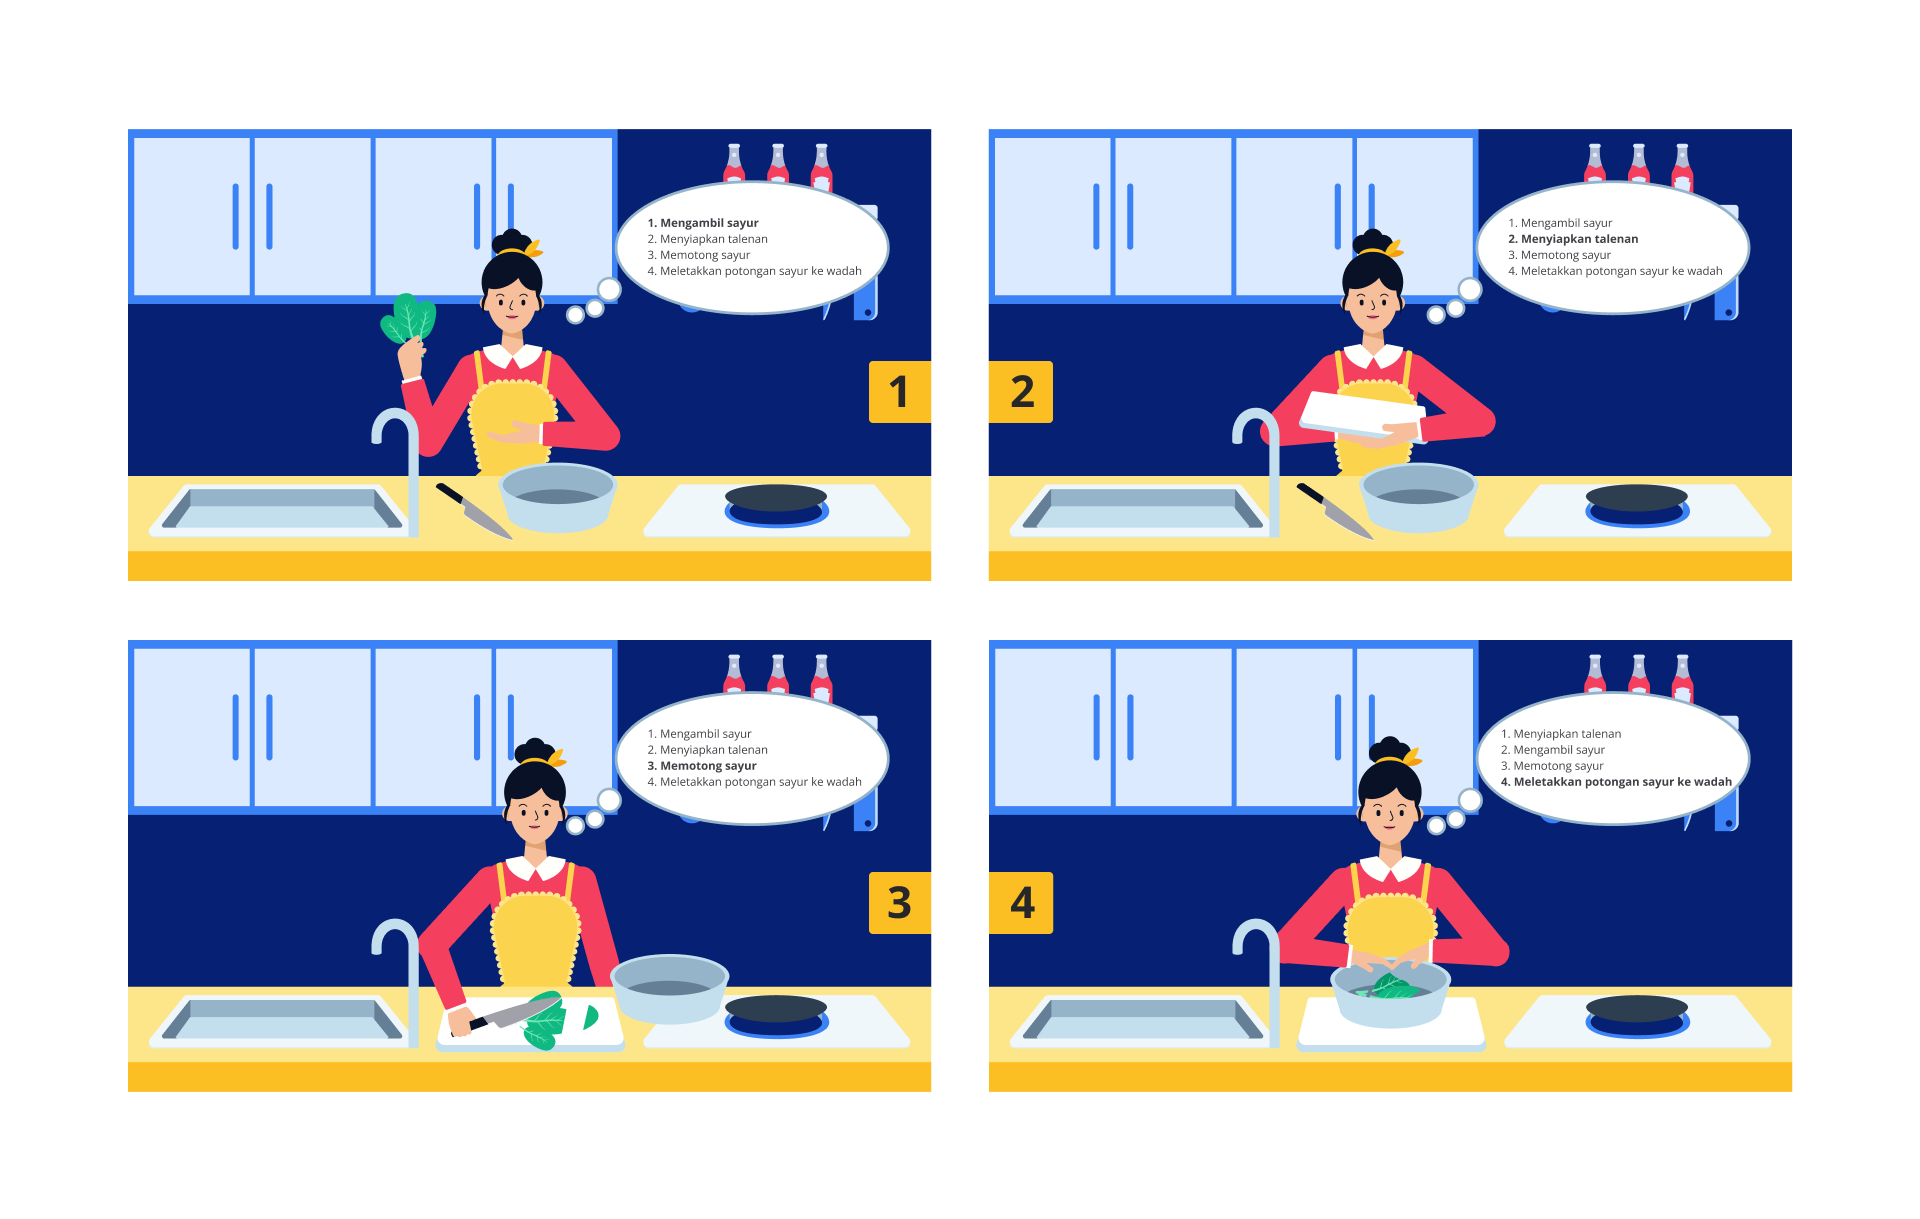 1. Mengambil sayur
2. Menyiapkan talenan
3. Memotong sayur
4. Meletakkan potongan sayur ke wadah
1
1. Mengambil sayur
2. Menyiapkan talenan
3. Memotong sayur
4. Meletakkan potongan sayur ke wadah
2
1. Mengambil sayur
2. Menyiapkan talenan
3. Memotong sayur
4. Meletakkan potongan sayur ke wadah
3
1. Menyiapkan talenan
2. Mengambil sayur
3. Memotong sayur
4. Meletakkan potongan sayur ke wadah
4